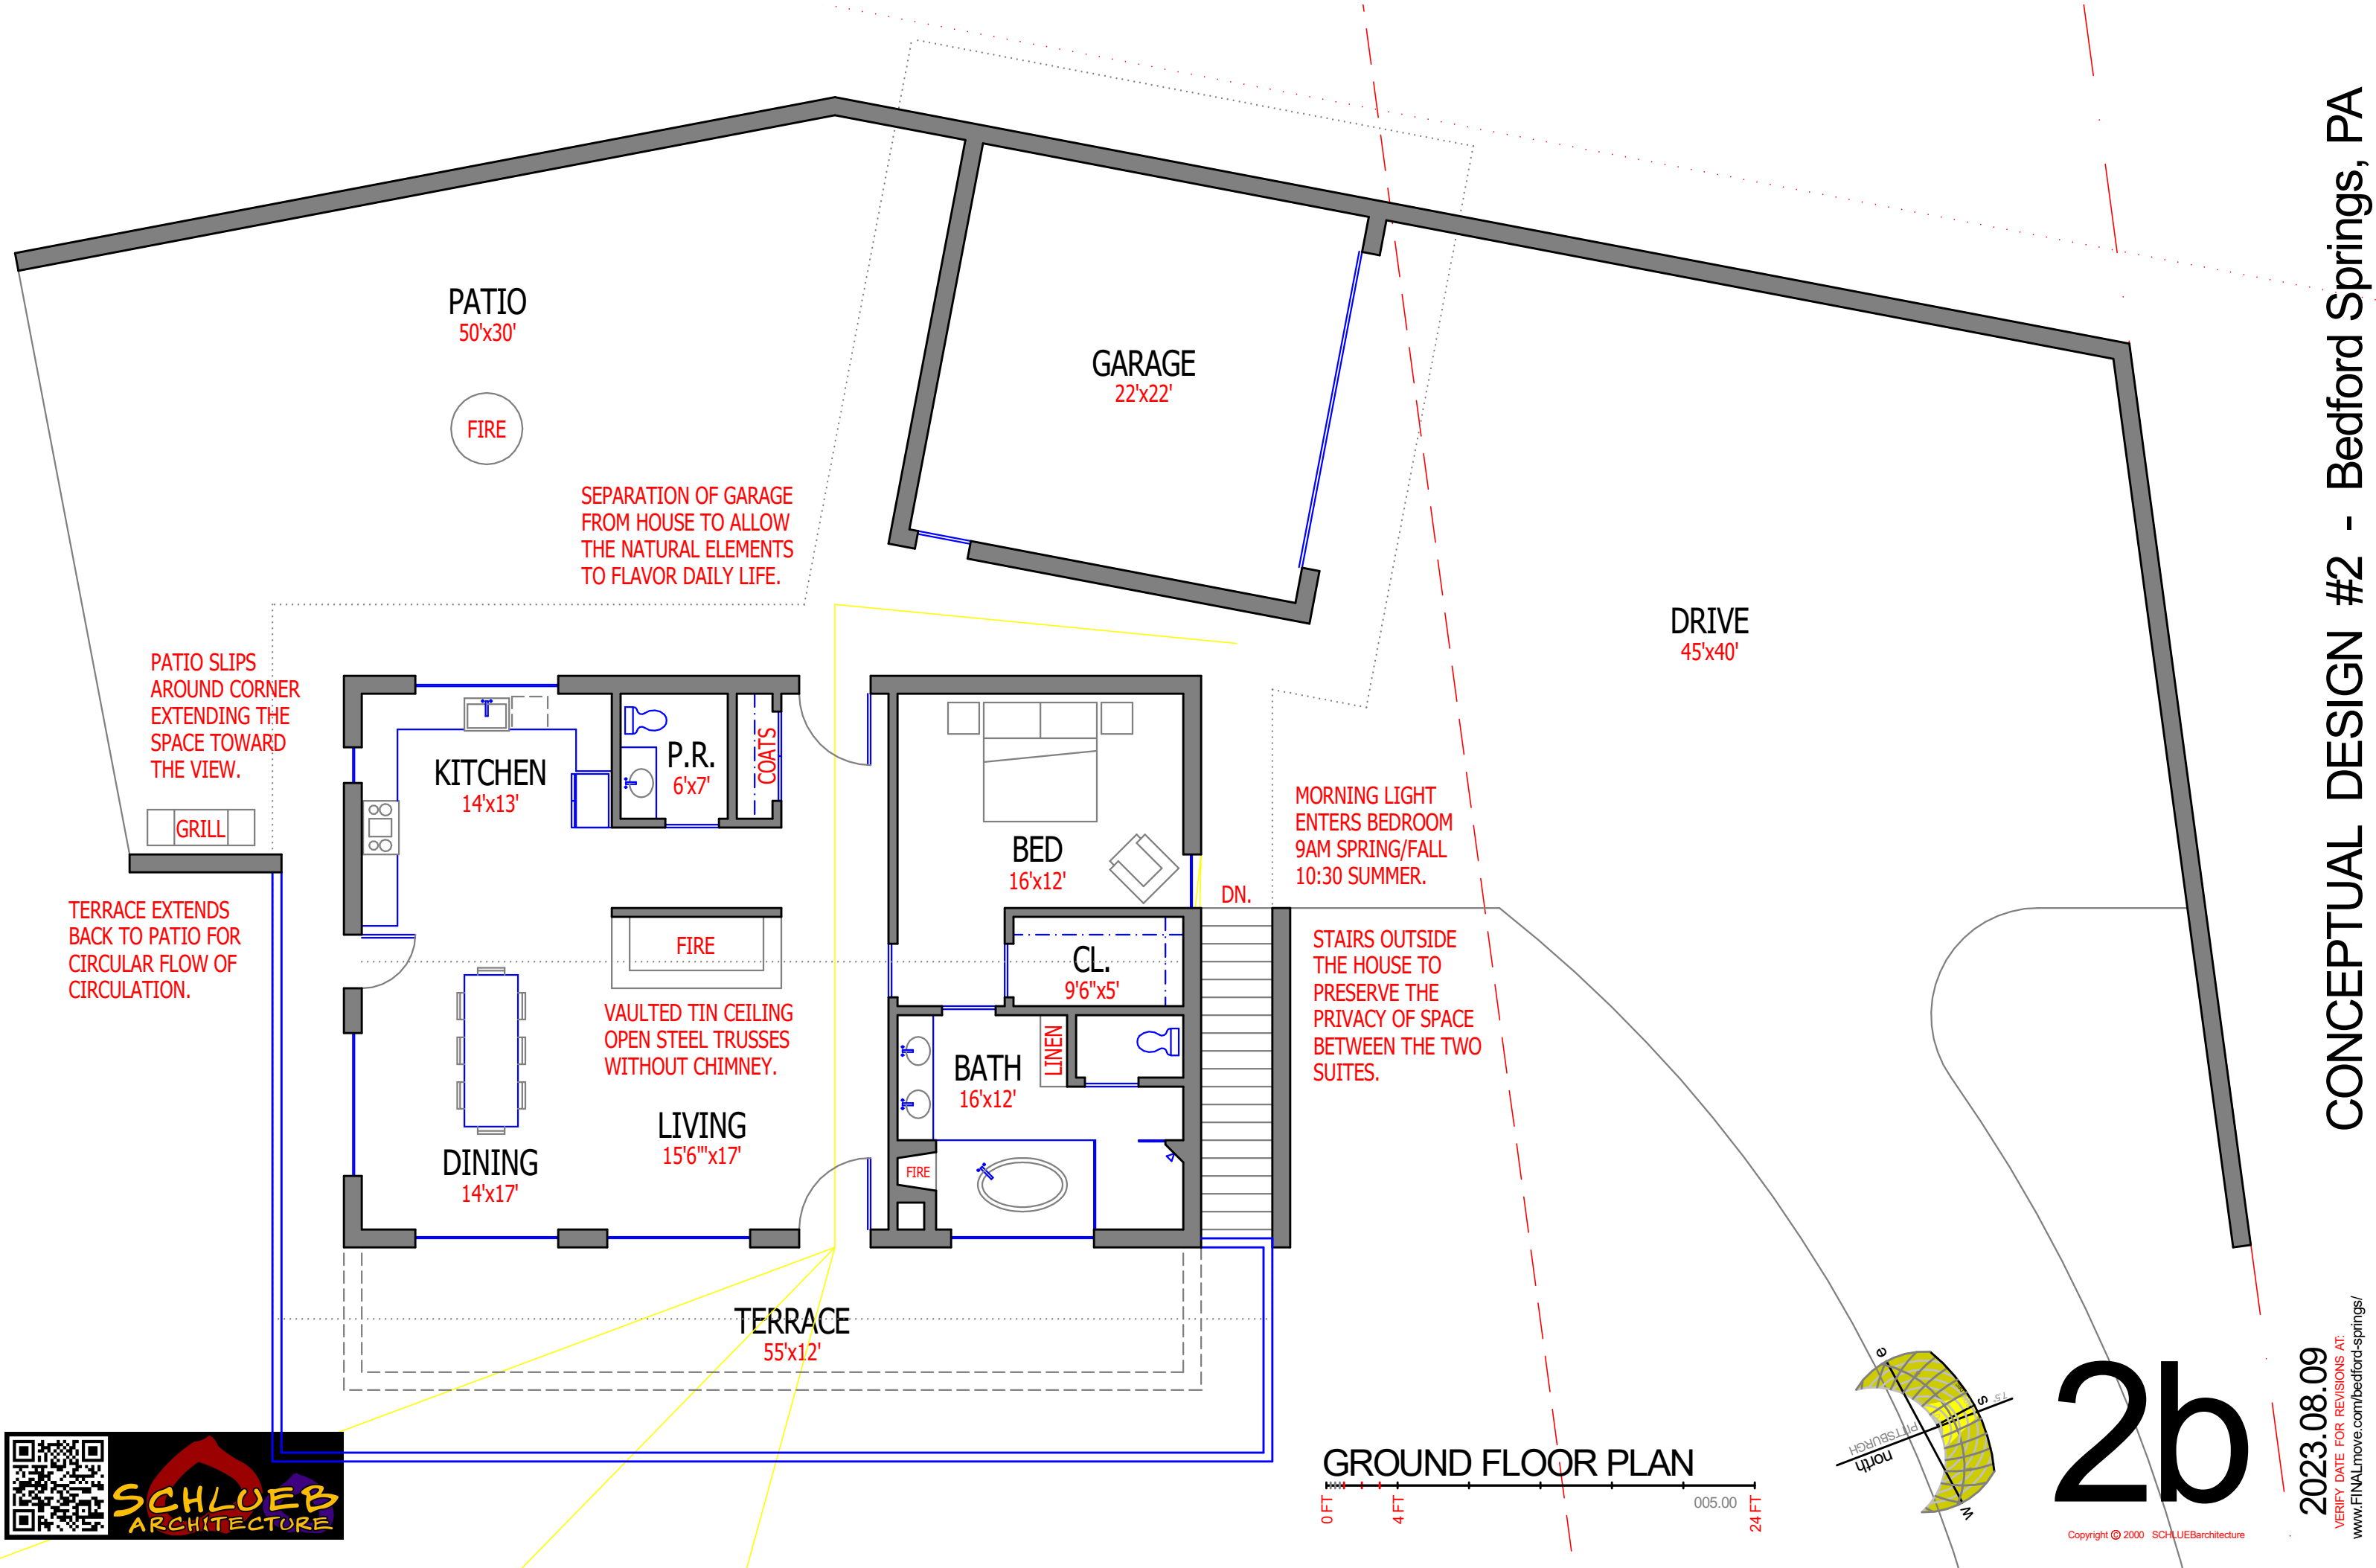 PATIO
50'x30'
FIRE
GARAGE
22'x22'
SEPARATION OF GARAGE
FROM HOUSE TO ALLOW
THE NATURAL ELEMENTS
TO FLAVOR DAILY LIFE.
DRIVE
45'x40'
PATIO SLIPS
AROUND CORNER
EXTENDING THE
SPACE TOWARD
THE VIEW.
GRILL
TERRACE EXTENDS
BACK TO PATIO FOR
CIRCULAR FLOW OF
CIRCULATION.
KITCHEN
14'x13'
P.R.
6'x7'
COATS
BED
16'x12'
MORNING LIGHT
ENTERS BEDROOM
9AM SPRING/FALL
10:30 SUMMER.
DN.
FIRE
VAULTED TIN CEILING
OPEN STEEL TRUSSES
WITHOUT CHIMNEY.
CL.
9'6"x5'
STAIRS OUTSIDE
THE HOUSE TO
PRESERVE THE
PRIVACY OF SPACE
BETWEEN THE TWO
SUITES.
BATH
16'x12'
LINEN
LIVING
15'6'"x17'
DINING
14'x17'
FIRE
TERRACE
55'x12'
SCHLUEB
ARCHITECTURE
GROUND FLOOR PLAN
005.00
0 FT
4 FT
24 FT
e
s
7.5°
PITTSBURGH
north
w
2b
Copyright © 2000 SCHLUEBarchitecture
CONCEPTUAL DESIGN #2 - Bedford Springs, PA
2023.08.09
VERIFY DATE FOR REVISIONS AT:
www.FINALmove.com/bedford-springs/